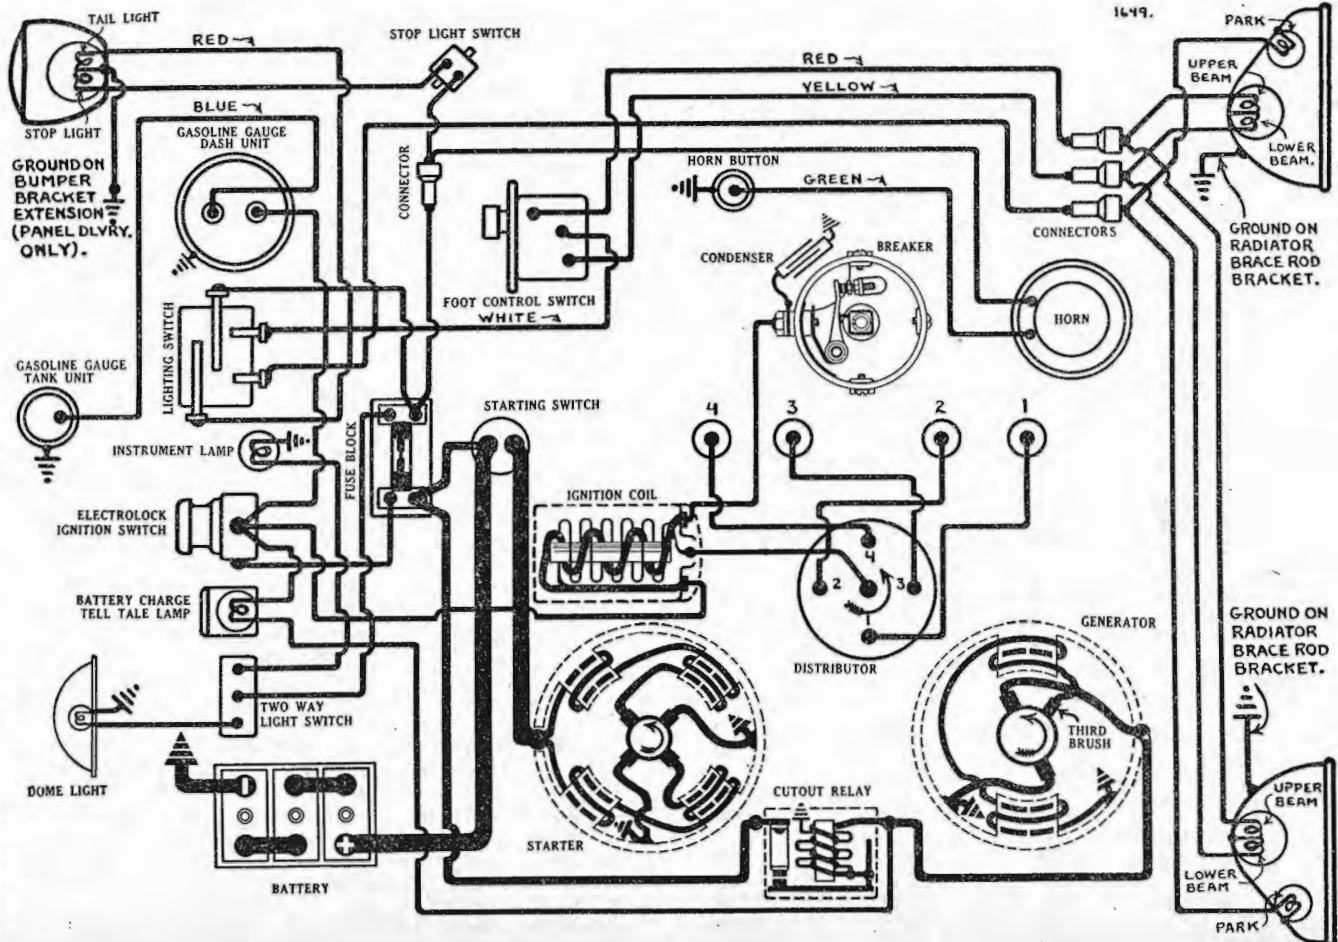 1649.
PARK
TAIL LIGHT
RED
STOP LIGHT SWITCH
RED
UPPER
BEAM
YELLOW
BLUE
STOP LIGHT
GASOLINE GAUGE
DASH UNIT
LOWER
BEAM.
GROUND ON
BUMPER
BRACKET
EXTENSION
(PANEL DLVRY.
ONLY).
CONNECTOR
HORN BUTTON
GREEN
CONNECTORS
GROUND ON
RADIATOR
BRACE ROD
BRACKET.
CONDENSER
BREAKER
FOOT CONTROL SWITCH
WHITE
HORN
LIGHTING SWITCH
GASOLINE GAUGE
TANK UNIT
STARTING SWITCH
4
3
2
1
INSTRUMENT LAMP
FUSE BLOCK
IGNITION COIL
ELECTROLOCK
IGNITION SWITCH
4
2
3
1
BATTERY CHARGE
TELL TALE LAMP
DISTRIBUTOR
GENERATOR
GROUND ON
RADIATOR
BRACE ROD
BRACKET.
TWO WAY
LIGHT SWITCH
THIRD
BRUSH
DOME LIGHT
CUTOUT RELAY
UPPER
BEAM
STARTER
BATTERY
LOWER
BEAM
PARK